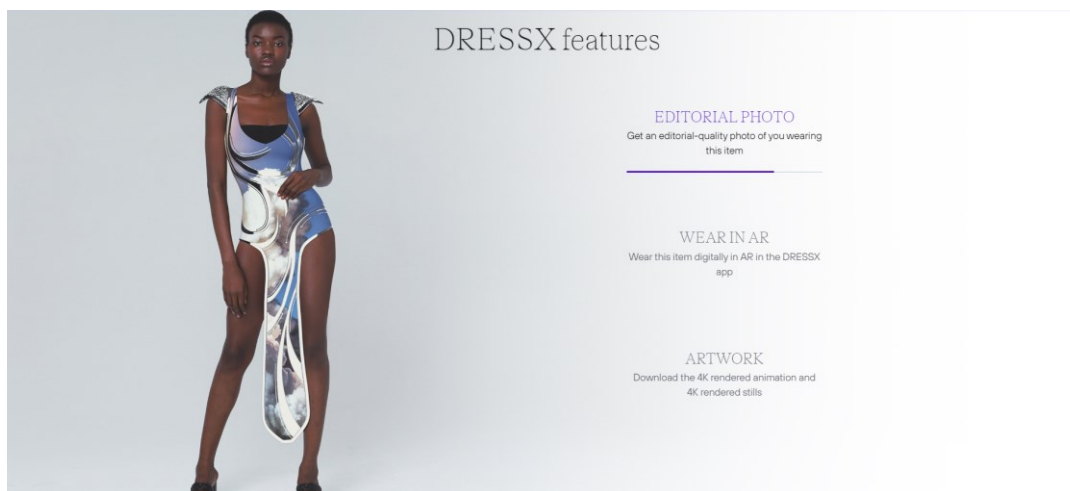 DRESSX features
EDITORIAL PHOTO
Get an editorial-quality photo of you wearing
this item
WEAR IN AR
Wear this item digitally in AR in the DRESSX
app
ARTWORK
Download the 4K rendered animation and
4K rendered stills